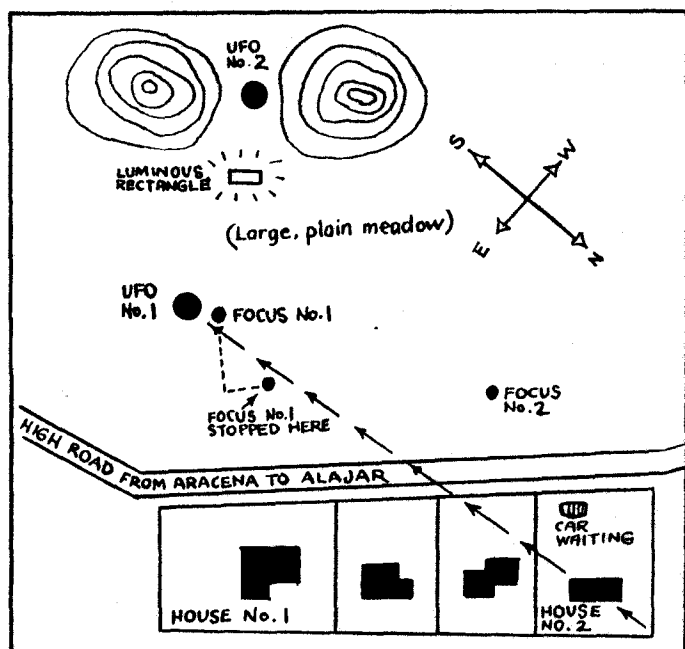 UFO
No. 2
LUMINOUS
RECTANGLE
S
W
E
N
(Large, plain meadow)
UFO
No. 1
FOCUS No. 1
FOCUS No. 1
STOPPED HERE
FOCUS
No. 2
HIGH ROAD FROM ARACENA TO ALAJAR
CAR
WAITING
HOUSE No. 1
HOUSE
NO. 2